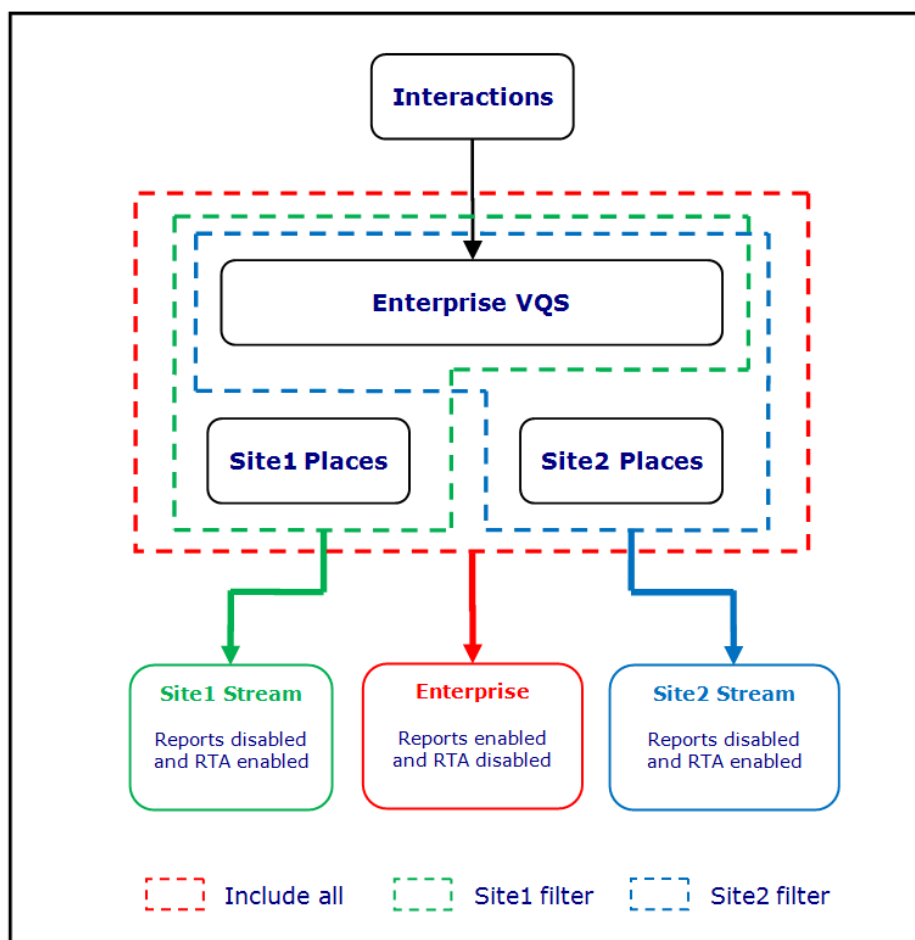 Interactions
Enterprise VQS
Site1 Places
Site2 Places
Site1 Stream
Reports disabled
and RTA enabled
Enterprise
Reports enabled
and RTA disabled
Site2 Stream
Reports disabled
and RTA enabled
Include all
Site1 filter
Site2 filter